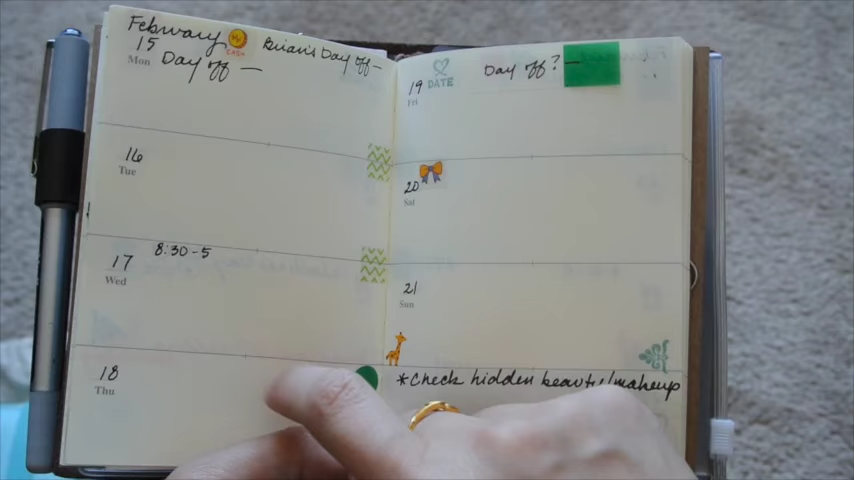 February
CASH
Brian's Day off-
15
Mon
Day off —
16
Tue
17
8:30-5
Wed
18
Thu
DATE
Day off? —
19
Fri
20
Sat
21
Sun
*Check hidden beauty/makeup